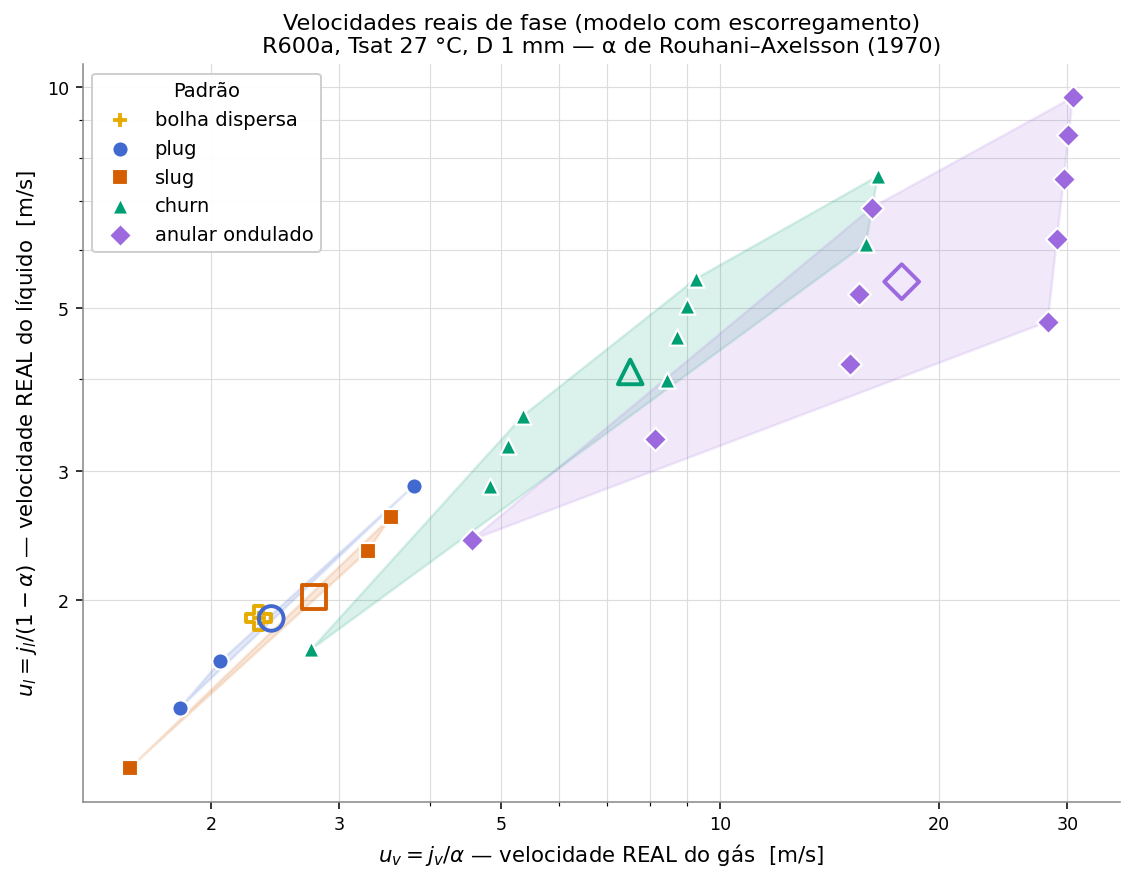 Velocidades reais de fase (modelo com escorregamento)
R600a, Tsat 27 °C, D 1 mm — α de Rouhani–Axelsson (1970)
Padrão
bolha dispersa
plug
slug
churn
anular ondulado
10
5
3
2
u_l = j_l/(1 − α) — velocidade REAL do líquido [m/s]
2
3
5
10
20
30
u_v = j_v/α — velocidade REAL do gás [m/s]